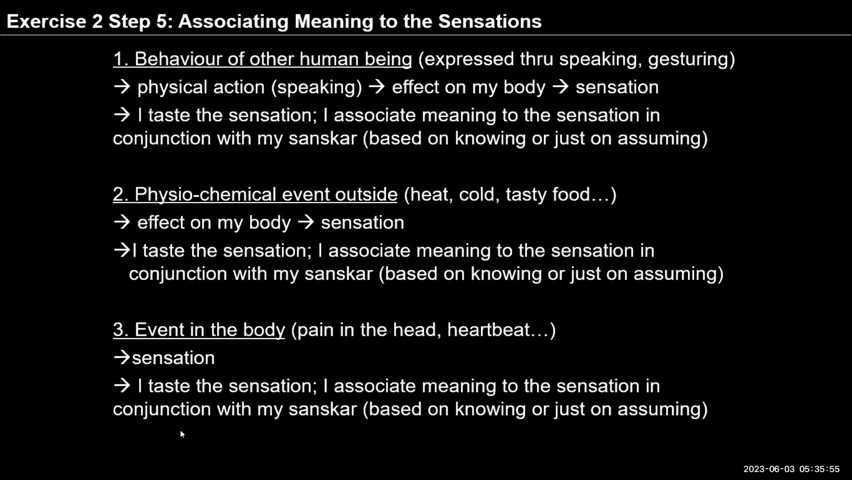 Exercise 2 Step 5: Associating Meaning to the Sensations
1. Behaviour of other human being (expressed thru speaking, gesturing)
→ physical action (speaking) → effect on my body → sensation
→ I taste the sensation; I associate meaning to the sensation in
conjunction with my sanskar (based on knowing or just on assuming)
2. Physio-chemical event outside (heat, cold, tasty food…)
→ effect on my body → sensation
→I taste the sensation; I associate meaning to the sensation in
conjunction with my sanskar (based on knowing or just on assuming)
3. Event in the body (pain in the head, heartbeat…)
→sensation
→ I taste the sensation; I associate meaning to the sensation in
conjunction with my sanskar (based on knowing or just on assuming)
2023-06-03 05:35:55